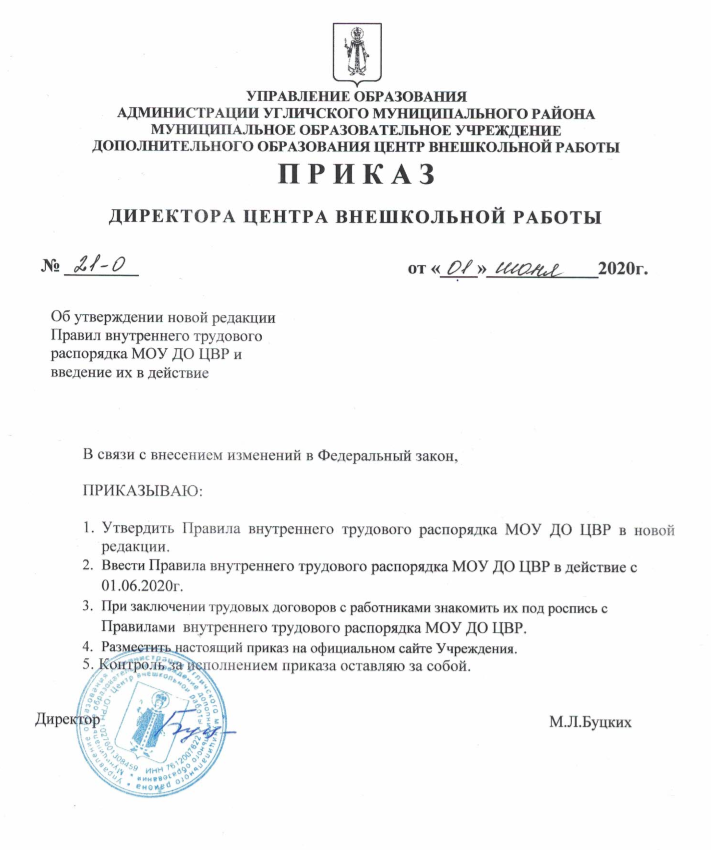 УПРАВЛЕНИЕ ОБРАЗОВАНИЯ
АДМИНИСТРАЦИИ УГЛИЧСКОГО МУНИЦИПАЛЬНОГО РАЙОНА
МУНИЦИПАЛЬНОЕ ОБРАЗОВАТЕЛЬНОЕ УЧРЕЖДЕНИЕ
ДОПОЛНИТЕЛЬНОГО ОБРАЗОВАНИЯ ЦЕНТР ВНЕШКОЛЬНОЙ РАБОТЫ
П Р И К А З
ДИРЕКТОРА ЦЕНТРА ВНЕШКОЛЬНОЙ РАБОТЫ
№ 21-О от «01» июня 2020г.
Об утверждении новой редакции
Правил внутреннего трудового
распорядка МОУ ДО ЦВР и
введение их в действие
В связи с внесением изменений в Федеральный закон,
ПРИКАЗЫВАЮ:
1. Утвердить Правила внутреннего трудового распорядка МОУ ДО ЦВР в новой
редакции.
2. Ввести Правила внутреннего трудового распорядка МОУ ДО ЦВР в действие с
01.06.2020г.
3. При заключении трудовых договоров с работниками знакомить их под роспись с
Правилами внутреннего трудового распорядка МОУ ДО ЦВР.
4. Разместить настоящий приказ на официальном сайте Учреждения.
5. Контроль за исполнением приказа оставляю за собой.
Директор М.Л.Буцких